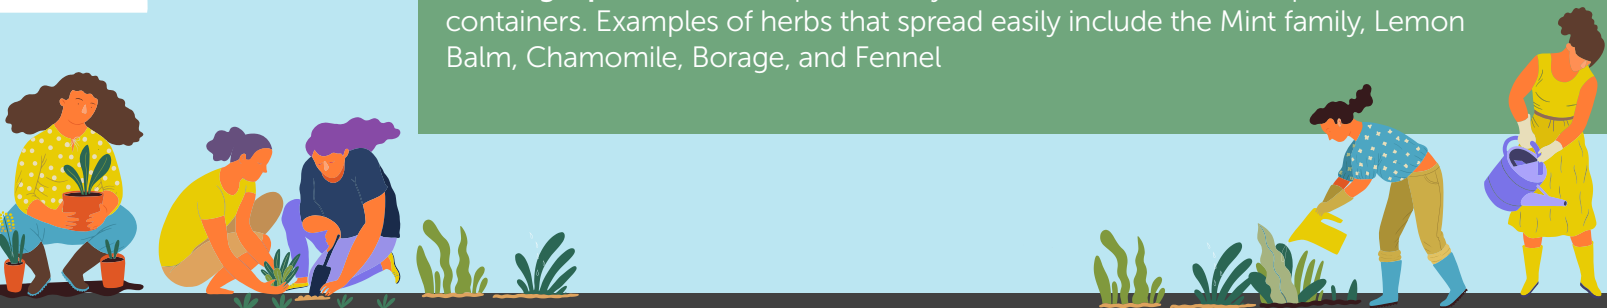 containers. Examples of herbs that spread easily include the Mint family, Lemon
Balm, Chamomile, Borage, and Fennel